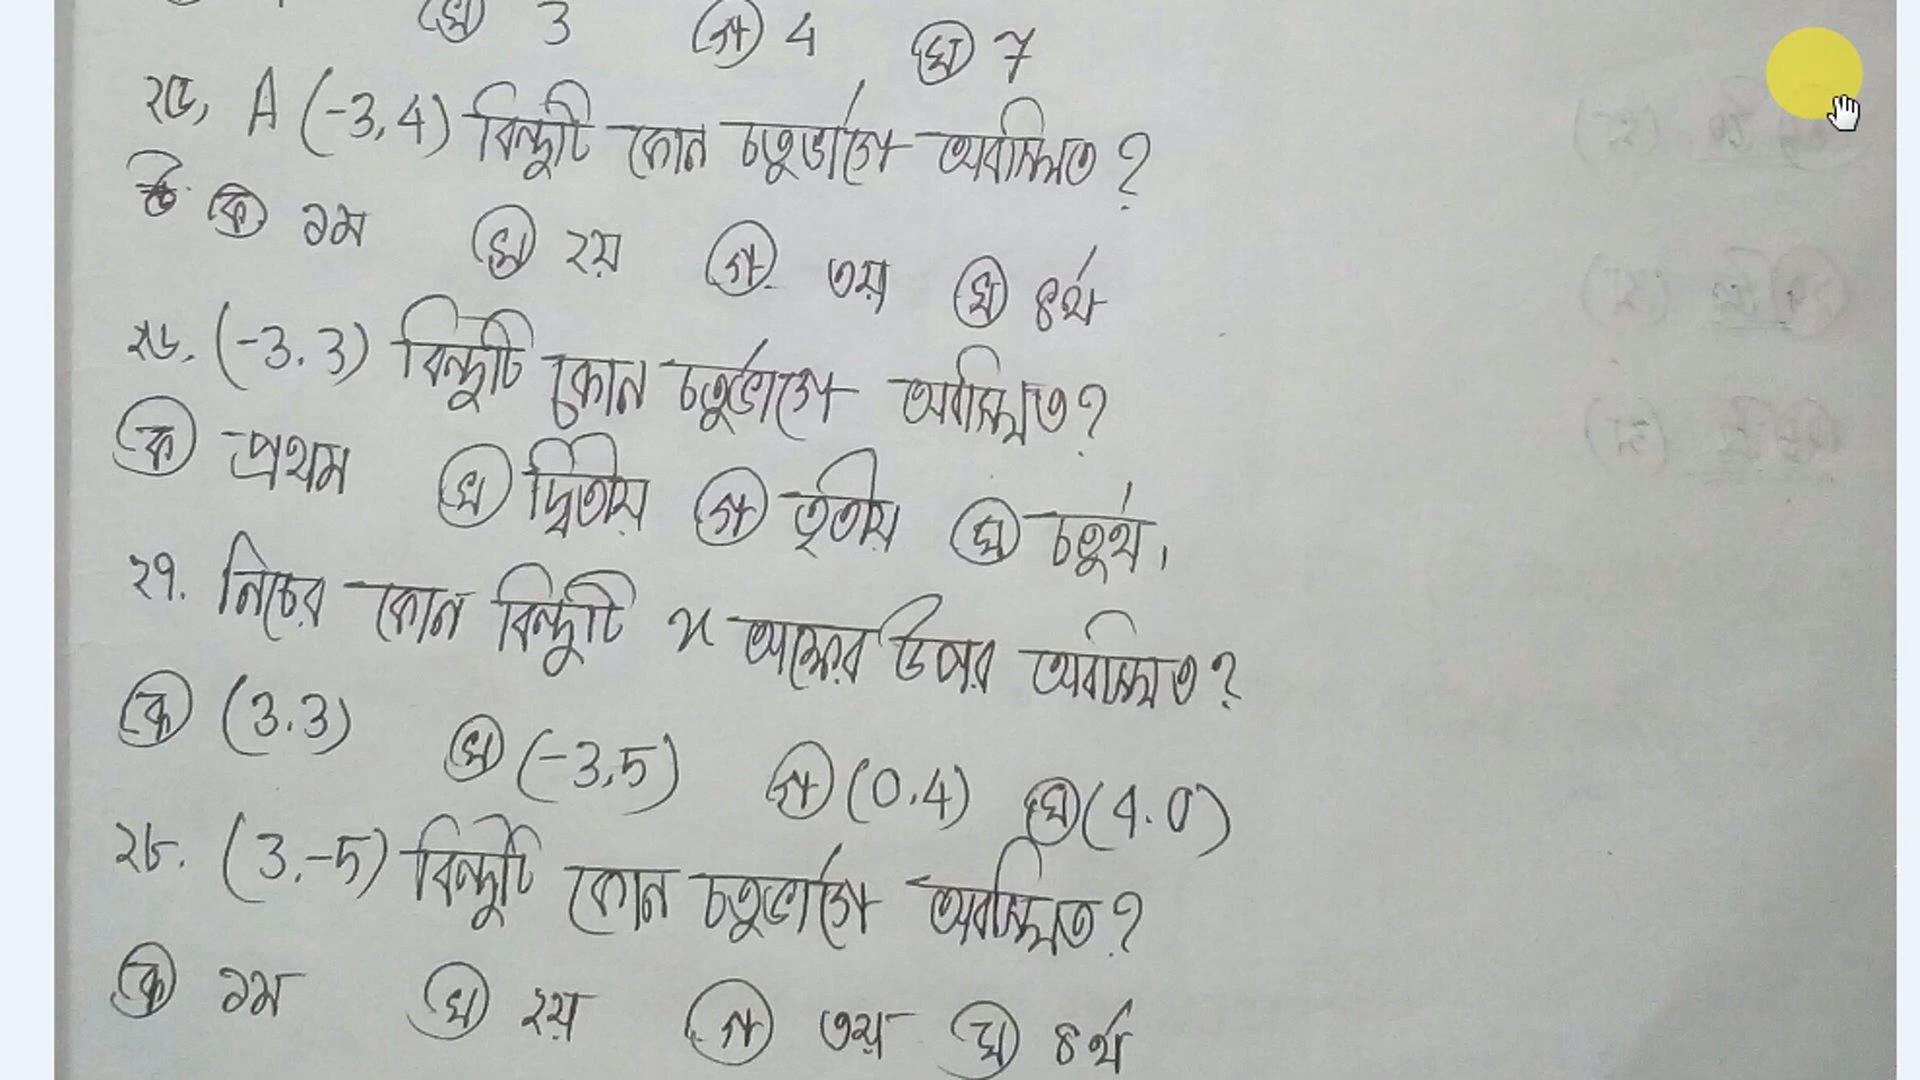 (খ) 3 (গ) 4 (ঘ) 7
২৫, A (-3, 4) বিন্দুটি কোন চতুর্ভাগে অবস্থিত?
(ক) ১ম (খ) ২য় (গ) ৩য় (ঘ) ৪র্থ
২৬. (-3. 3) বিন্দুটি কোন চতুর্ভাগে অবস্থিত?
(ক) প্রথম (খ) দ্বিতীয় (গ) তৃতীয় (ঘ) চতুর্থ।
২৭. নিচের কোন বিন্দুটি x অক্ষের উপর অবস্থিত?
(ক) (3.3) (খ) (-3,5) (গ) (0.4) (ঘ) (4.0)
২৮. (3.-5) বিন্দুটি কোন চতুর্ভাগে অবস্থিত?
(ক) ১ম (খ) ২য় (গ) ৩য় (ঘ) ৪র্থ